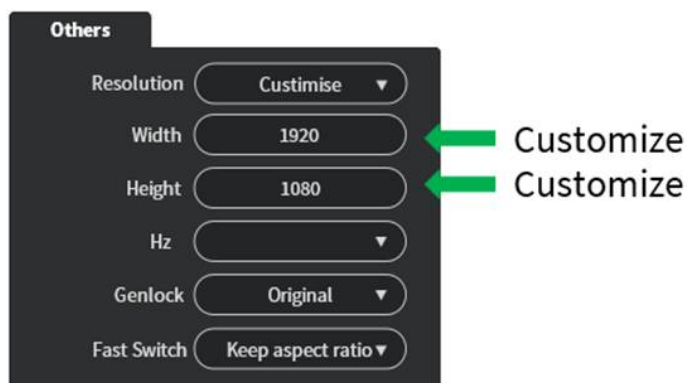 Others
Resolution Custimise
Width 1920 Customize
Height 1080 Customize
Hz
Genlock Original
Fast Switch Keep aspect ratio